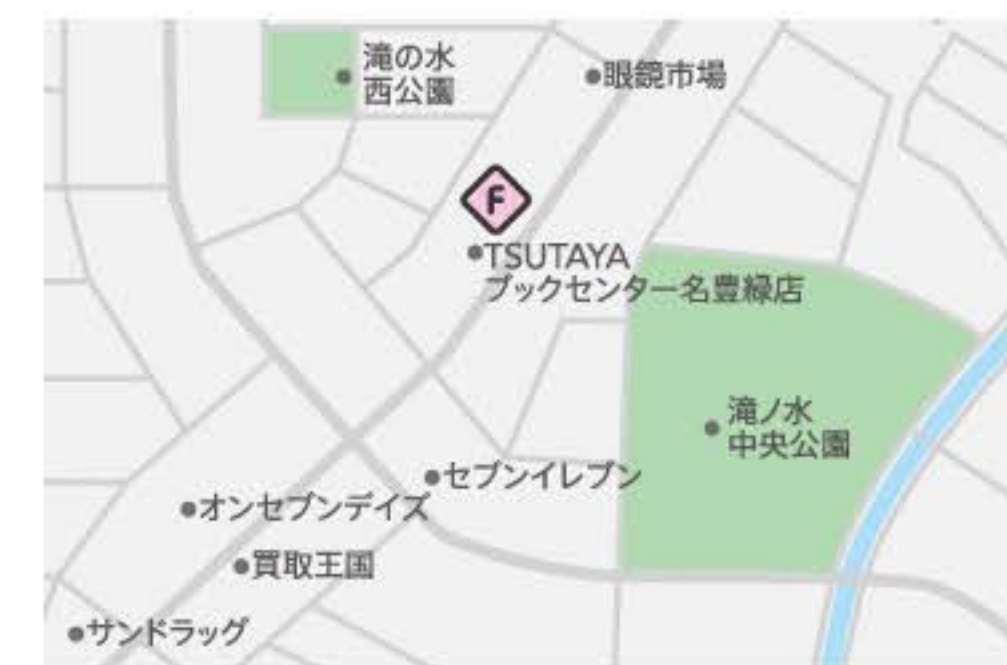 滝の水
西公園
眼鏡市場
F
TSUTAYA
ブックセンター名豊緑店
滝ノ水
中央公園
セブンイレブン
オンセブンデイズ
買取王国
サンドラッグ